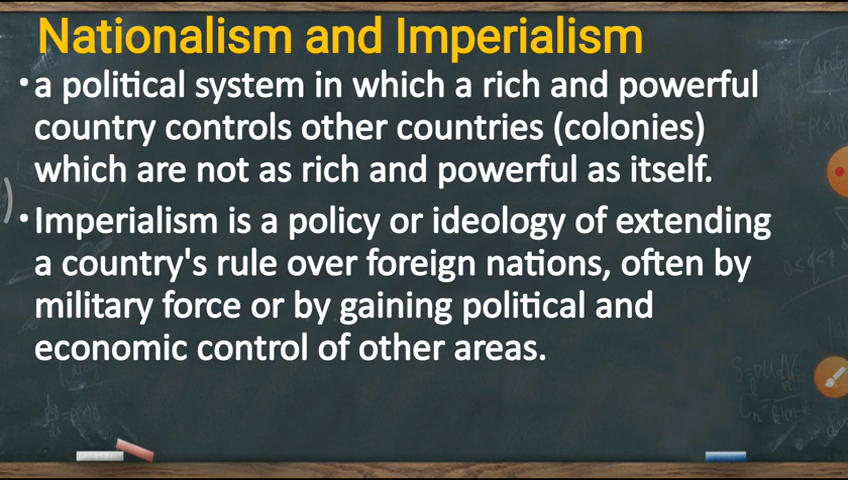 Nationalism and Imperialism
•a political system in which a rich and powerful
country controls other countries (colonies)
which are not as rich and powerful as itself.
•Imperialism is a policy or ideology of extending
a country's rule over foreign nations, often by
military force or by gaining political and
economic control of other areas.